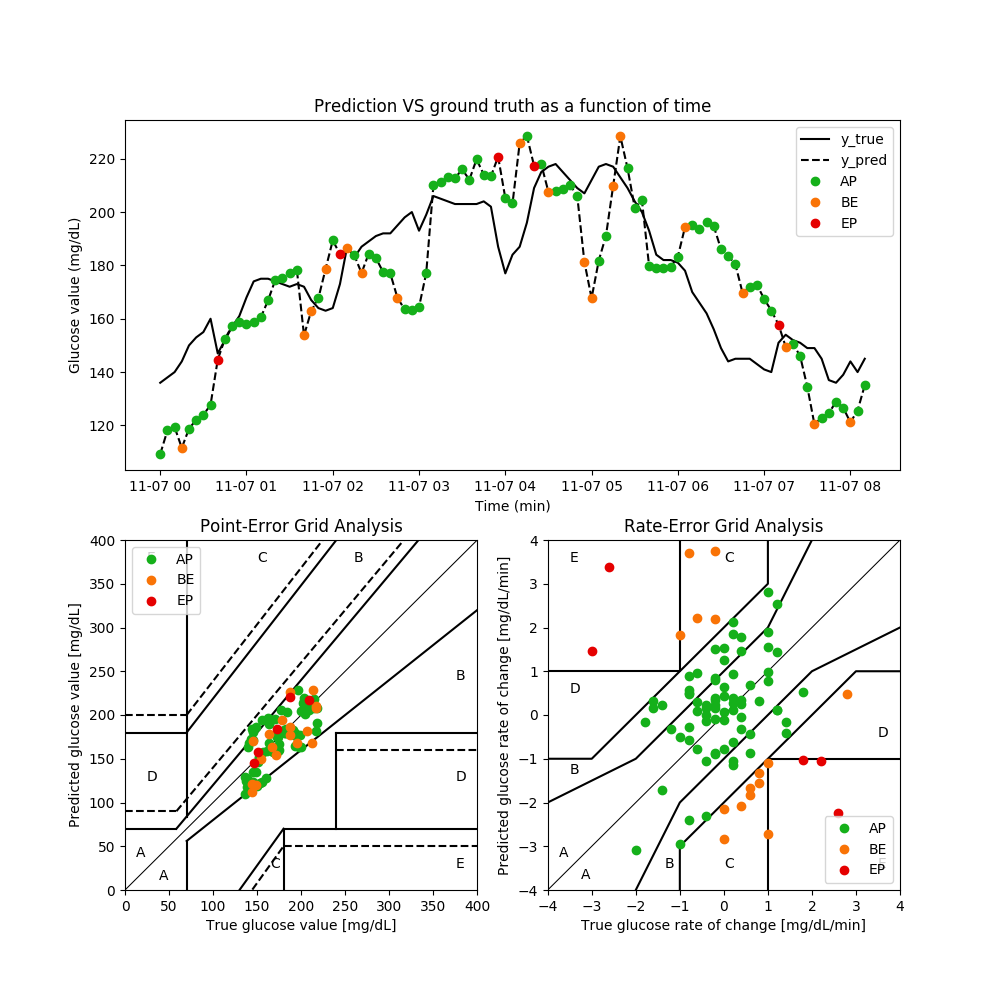 Prediction VS ground truth as a function of time
Glucose value (mg/dL)
220
200
180
160
140
120
y_true
y_pred
AP
BE
EP
11-07 00 11-07 01 11-07 02 11-07 03 11-07 04 11-07 05 11-07 06 11-07 07 11-07 08
Time (min)
Point-Error Grid Analysis
Predicted glucose value [mg/dL]
400
350
300
250
200
150
100
50
0
AP
BE
EP
C
B
B
D
D
A
A
C
E
0 50 100 150 200 250 300 350 400
True glucose value [mg/dL]
Rate-Error Grid Analysis
Predicted glucose rate of change [mg/dL/min]
4
3
2
1
0
−1
−2
−3
−4
E
C
D
D
B
A
A
B
C
AP
BE
EP
−4 −3 −2 −1 0 1 2 3 4
True glucose rate of change [mg/dL/min]